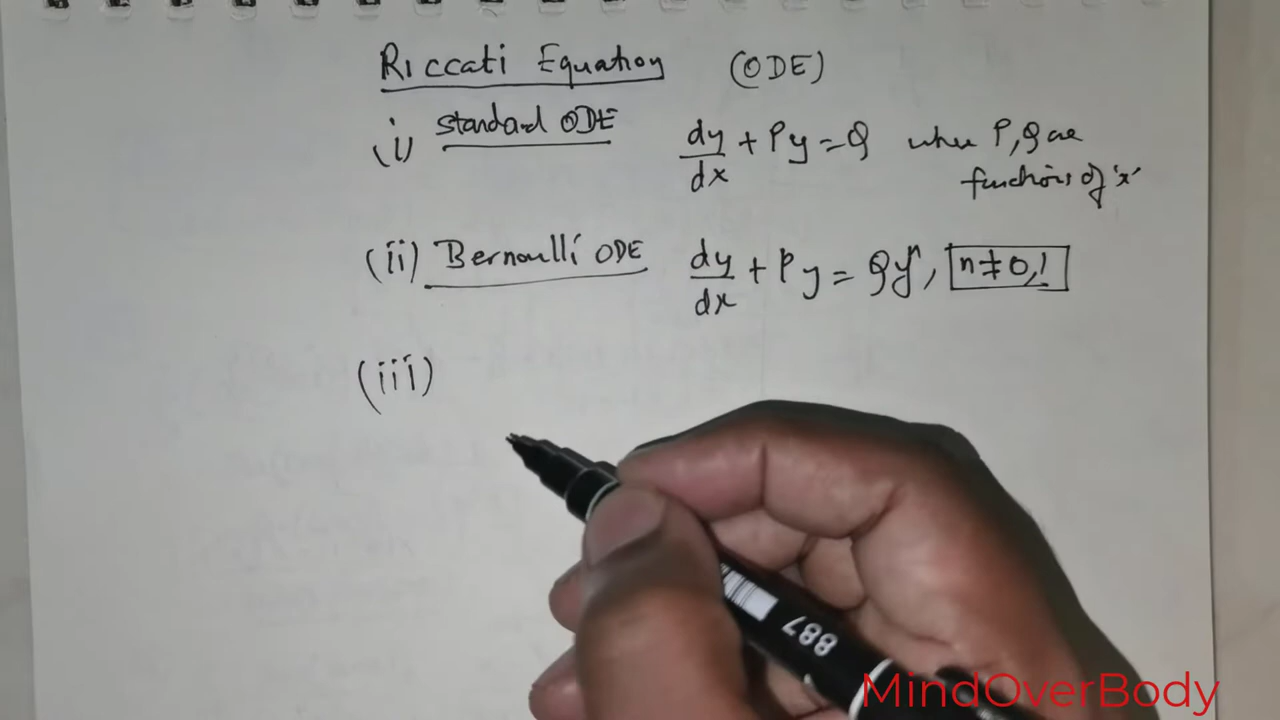 Riccati Equation (ODE)
(i) Standard ODE dy/dx + Py = Q where P, Q are
functions of 'x'
(ii) Bernoulli ODE dy/dx + Py = Qyⁿ, n ≠ 0,1
(iii)
887
MindOverBody